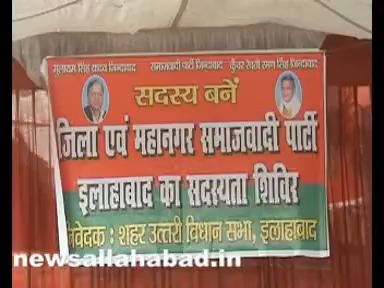 मुलायम सिंह यादव जिन्दाबाद समाजवादी पार्टी जिन्दाबाद कुँवर रेवती रमण सिंह जिन्दाबाद
सदस्य बनें
जिला एवं महानगर समाजवादी पार्टी
इलाहाबाद का सदस्यता शिविर
निवेदक : शहर उत्तरी विधान सभा, इलाहाबाद
newsallahabad.in